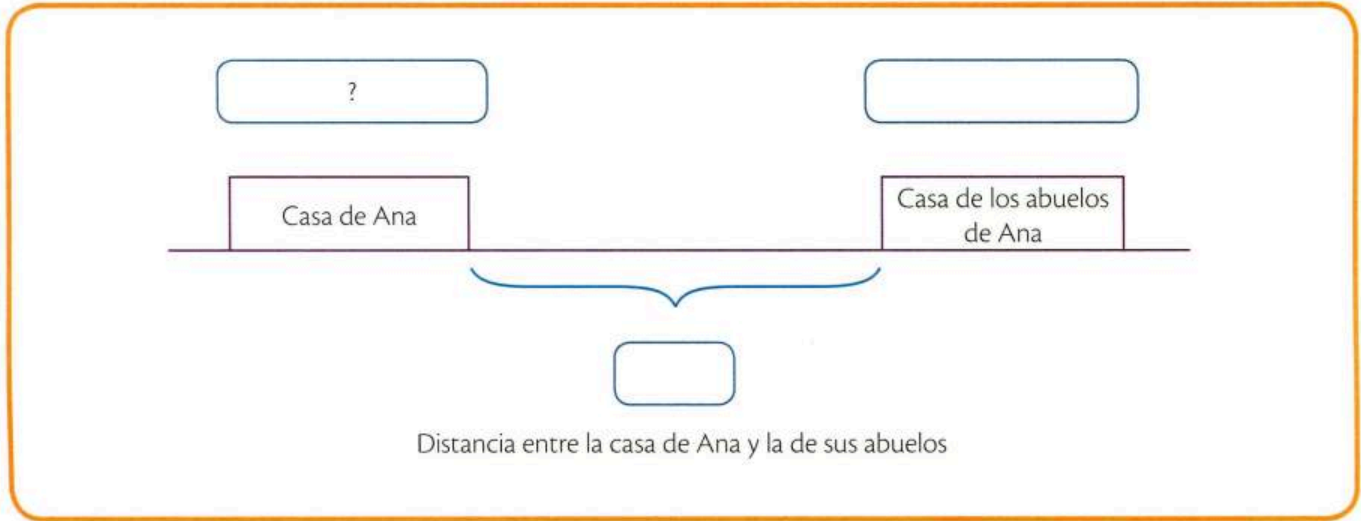 ?
Casa de Ana
Casa de los abuelos
de Ana
Distancia entre la casa de Ana y la de sus abuelos